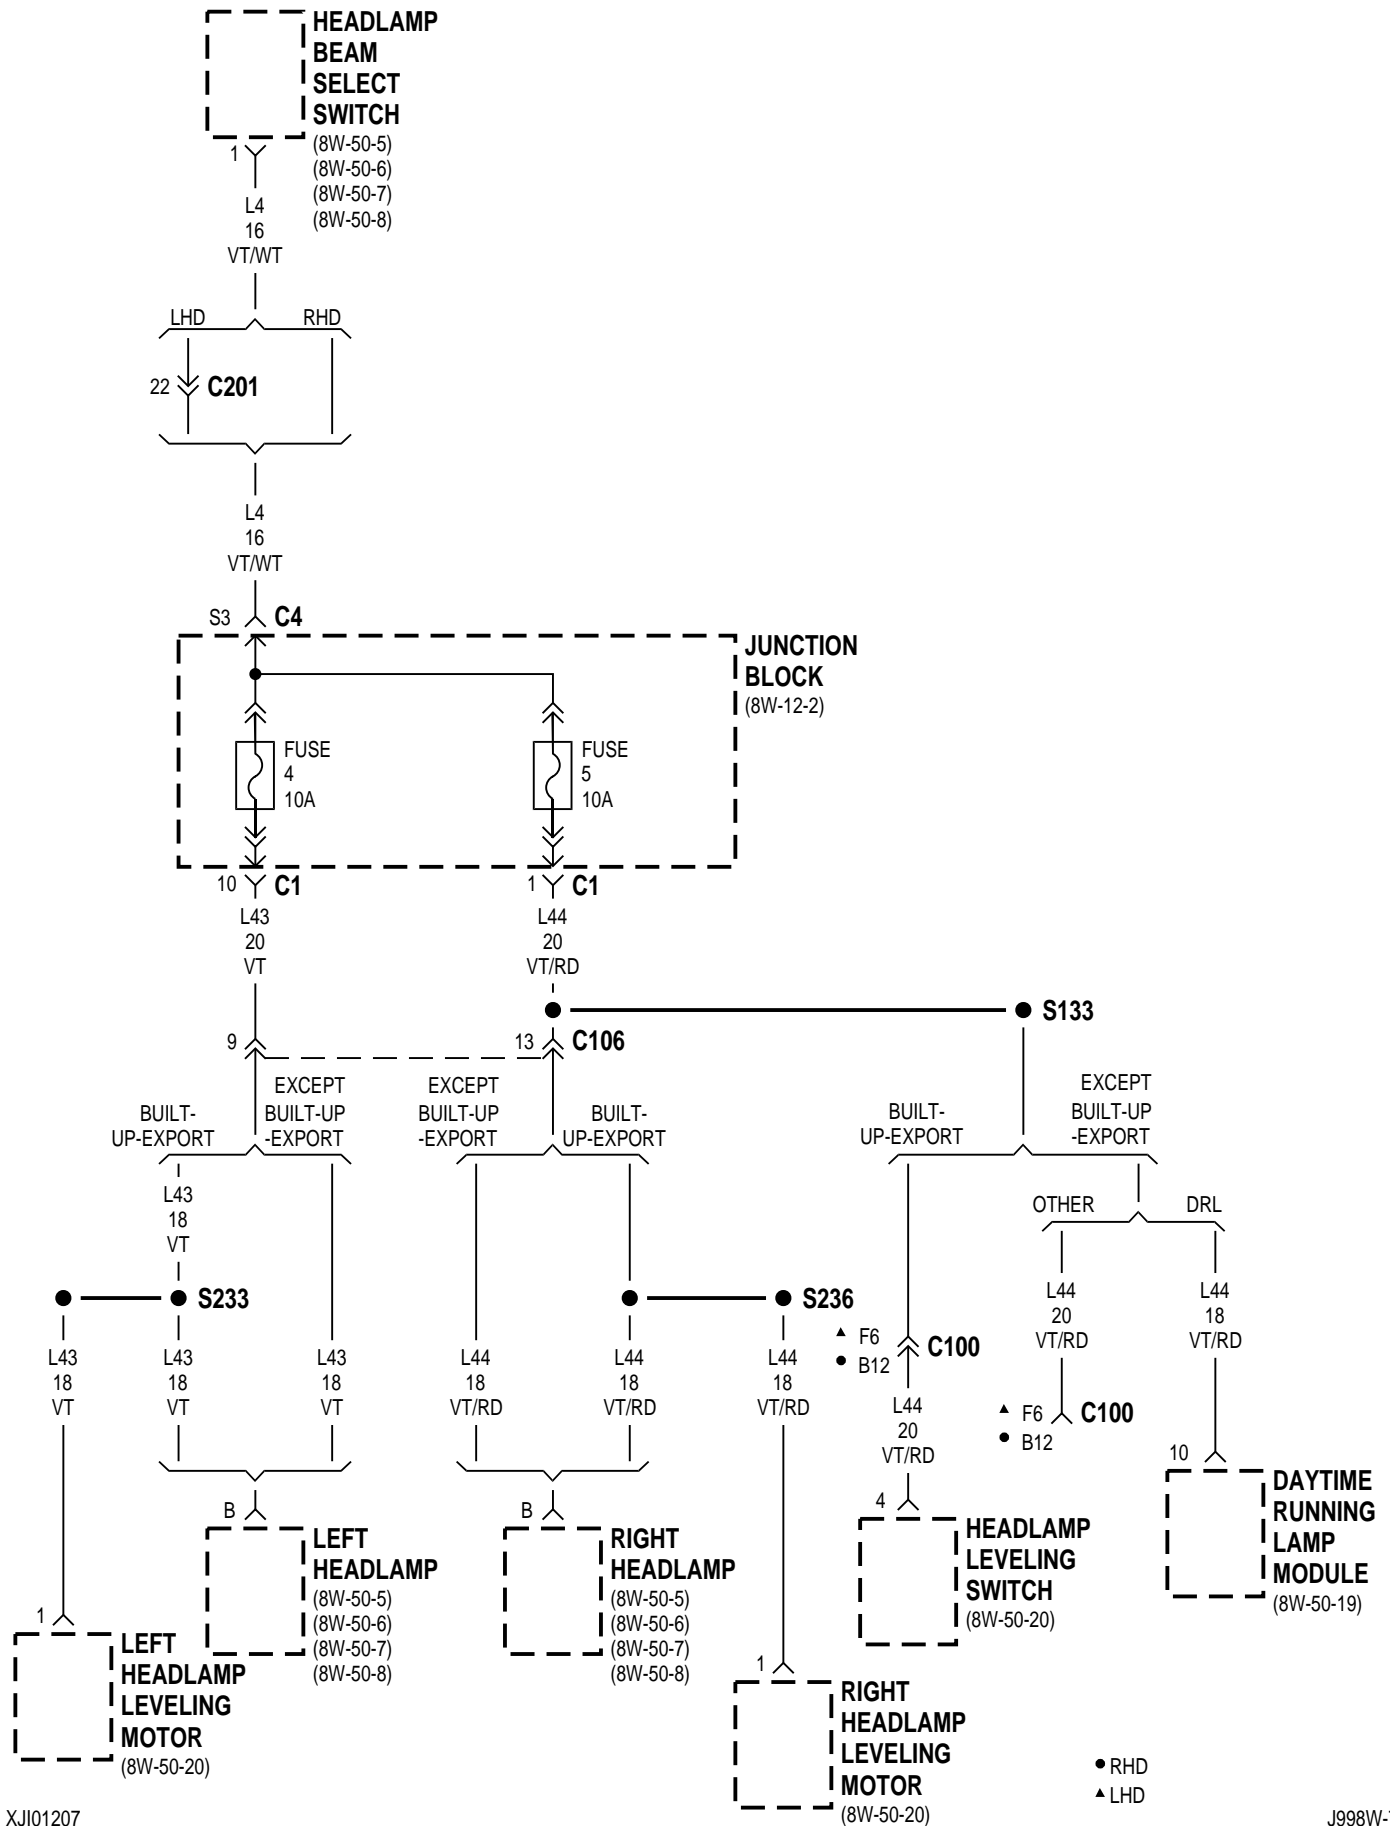 HEADLAMP
BEAM
SELECT
SWITCH
(8W-50-5)
(8W-50-6)
(8W-50-7)
(8W-50-8)
1
L4
16
VT/WT
LHD
RHD
22
C201
L4
16
VT/WT
S3
C4
JUNCTION
BLOCK
(8W-12-2)
FUSE
4
10A
FUSE
5
10A
10
C1
1
C1
L43
20
VT
L44
20
VT/RD
S133
9
13
C106
EXCEPT
BUILT-UP
-EXPORT
BUILT-
UP-EXPORT
EXCEPT
BUILT-UP
-EXPORT
BUILT-
UP-EXPORT
BUILT-
UP-EXPORT
EXCEPT
BUILT-UP
-EXPORT
L43
18
VT
OTHER
DRL
S233
S236
L44
20
VT/RD
L44
18
VT/RD
L43
18
VT
L43
18
VT
L43
18
VT
L44
18
VT/RD
L44
18
VT/RD
L44
18
VT/RD
▲ F6
● B12
C100
L44
20
VT/RD
▲ F6
● B12
C100
10
DAYTIME
RUNNING
LAMP
MODULE
(8W-50-19)
B
LEFT
HEADLAMP
(8W-50-5)
(8W-50-6)
(8W-50-7)
(8W-50-8)
B
RIGHT
HEADLAMP
(8W-50-5)
(8W-50-6)
(8W-50-7)
(8W-50-8)
4
HEADLAMP
LEVELING
SWITCH
(8W-50-20)
1
LEFT
HEADLAMP
LEVELING
MOTOR
(8W-50-20)
1
RIGHT
HEADLAMP
LEVELING
MOTOR
(8W-50-20)
● RHD
▲ LHD
XJI01207
J998W-